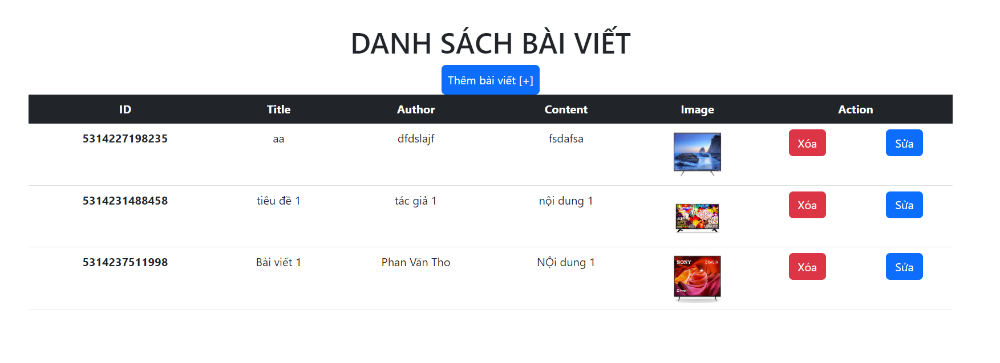 DANH SÁCH BÀI VIẾT
Thêm bài viết [+]
ID Title Author Content Image Action
5314227198235 aa dfdslajf fsdafsa Xóa Sửa
5314231488458 tiêu đề 1 tác giả 1 nội dung 1 43" Xóa Sửa
5314237511998 Bài viết 1 Phan Văn Tho NỘi dung 1 SONY BRAVIA Xóa Sửa